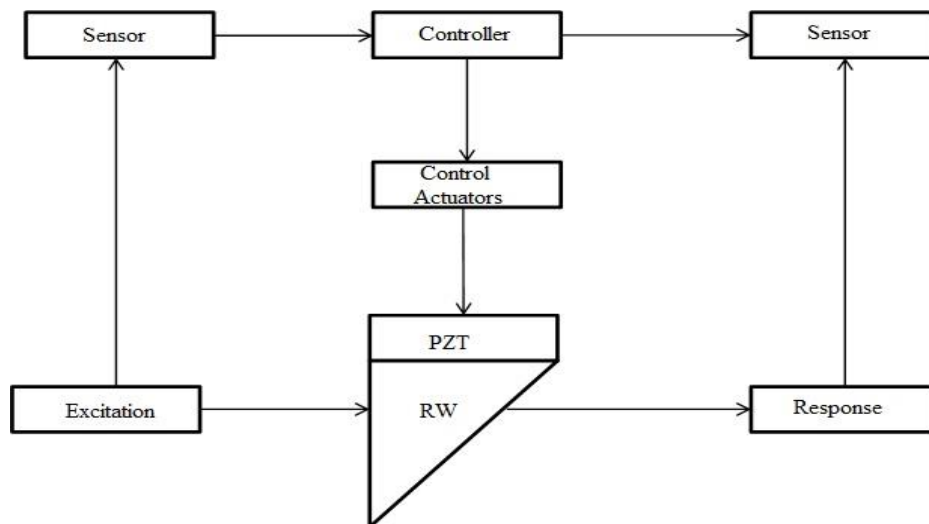 Sensor
Controller
Sensor
Control
Actuators
PZT
Excitation
RW
Response